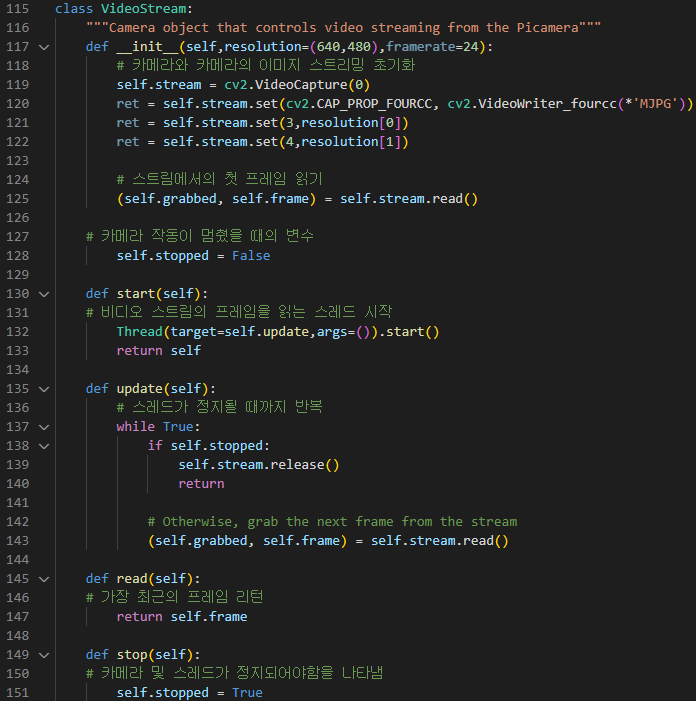 115 class VideoStream:
116     """Camera object that controls video streaming from the Picamera"""
117     def __init__(self,resolution=(640,480),framerate=24):
118         # 카메라와 카메라의 이미지 스트리밍 초기화
119         self.stream = cv2.VideoCapture(0)
120         ret = self.stream.set(cv2.CAP_PROP_FOURCC, cv2.VideoWriter_fourcc(*'MJPG'))
121         ret = self.stream.set(3,resolution[0])
122         ret = self.stream.set(4,resolution[1])
123
124         # 스트림에서의 첫 프레임 읽기
125         (self.grabbed, self.frame) = self.stream.read()
126
127     # 카메라 작동이 멈췄을 때의 변수
128         self.stopped = False
129
130     def start(self):
131     # 비디오 스트림의 프레임을 읽는 스레드 시작
132         Thread(target=self.update,args=()).start()
133         return self
134
135     def update(self):
136         # 스레드가 정지될 때까지 반복
137         while True:
138             if self.stopped:
139                 self.stream.release()
140                 return
141
142             # Otherwise, grab the next frame from the stream
143             (self.grabbed, self.frame) = self.stream.read()
144
145     def read(self):
146     # 가장 최근의 프레임 리턴
147         return self.frame
148
149     def stop(self):
150     # 카메라 및 스레드가 정지되어야함을 나타냄
151         self.stopped = True